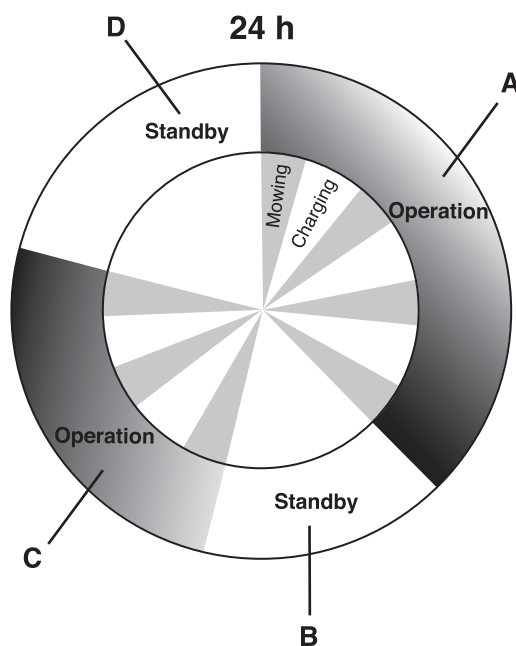 D
24 h
A
Standby
Mowing
Charging
Operation
Operation
Standby
C
B